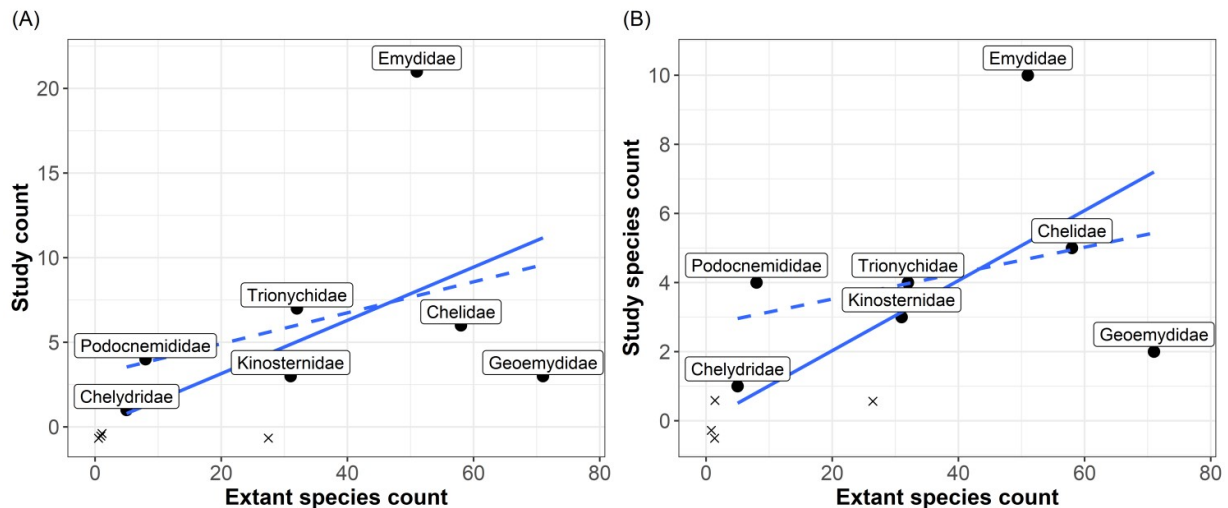 (A)
Study count
20
15
10
5
0
Emydidae
Trionychidae
Chelidae
Podocnemididae
Kinosternidae
Geoemydidae
Chelydridae
0 20 40 60 80
Extant species count
(B)
Study species count
10
8
6
4
2
0
Emydidae
Chelidae
Podocnemididae
Trionychidae
Kinosternidae
Geoemydidae
Chelydridae
0 20 40 60 80
Extant species count